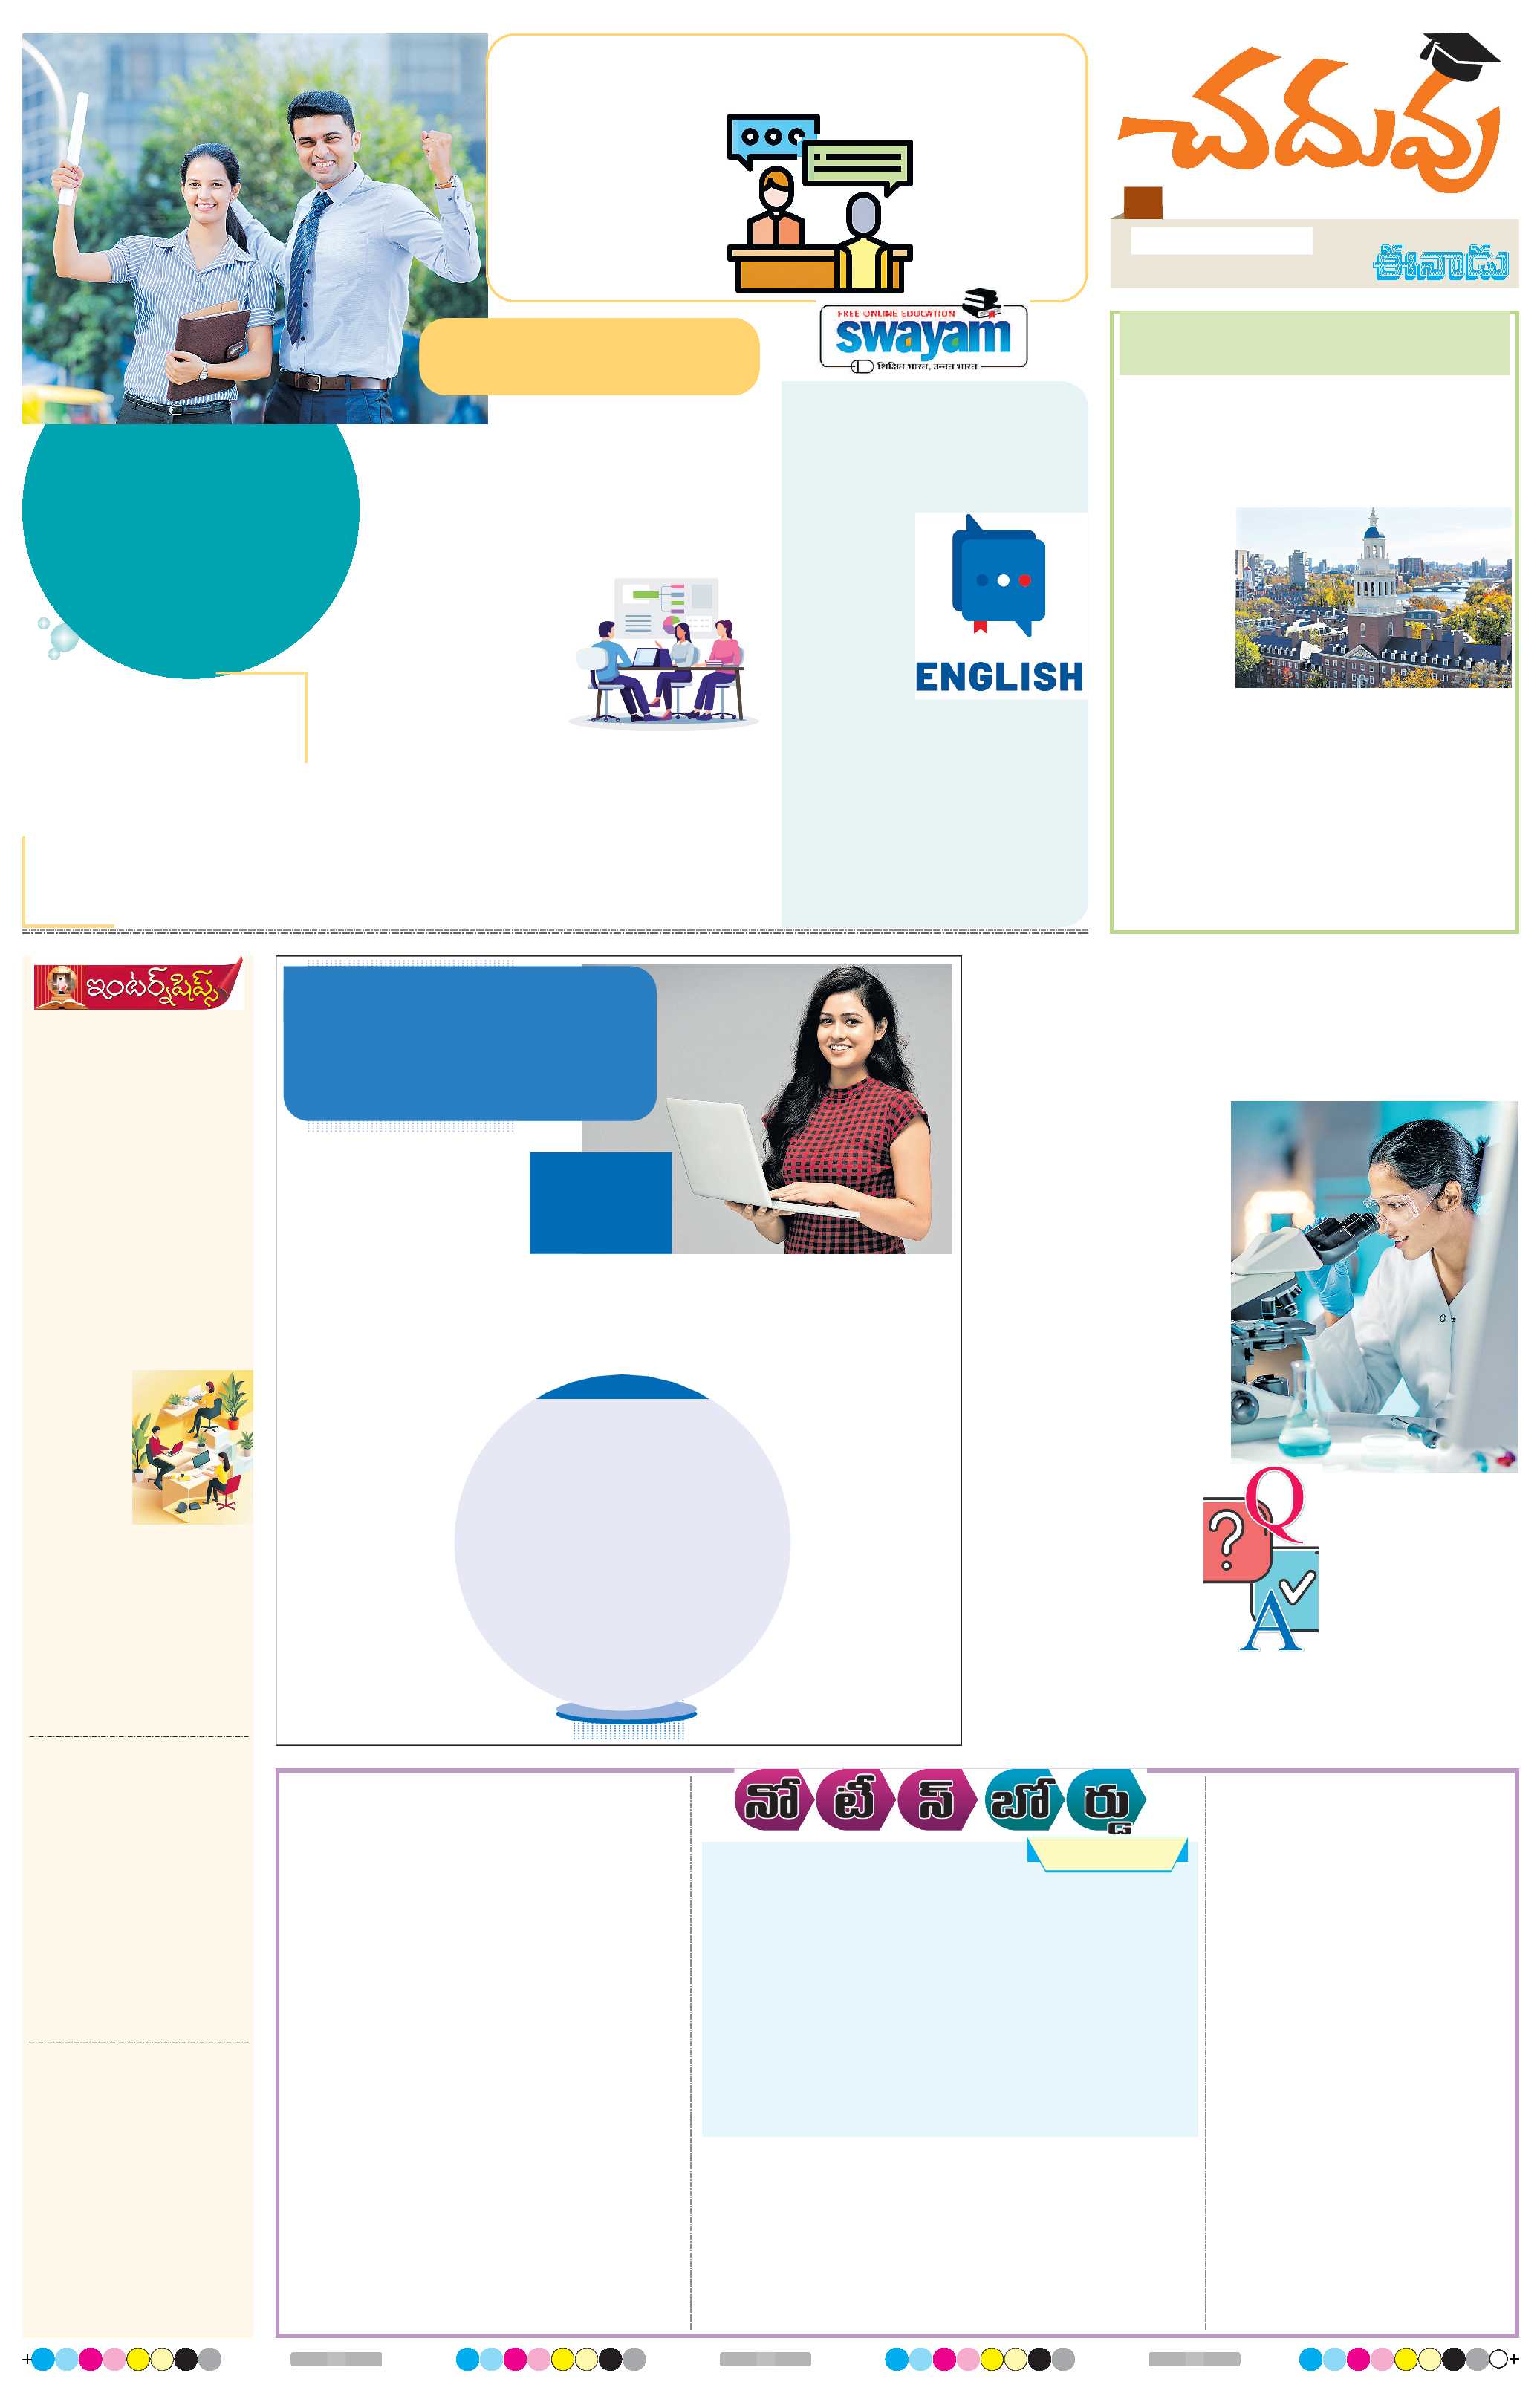 చదువు
ఈనాడు
FREE ONLINE EDUCATION
swayam
शिक्षित भारत, उन्नत भारत
ENGLISH
ఇంటర్న్‌షిప్స్
Q
?
A
నోటీస్ బోర్డు